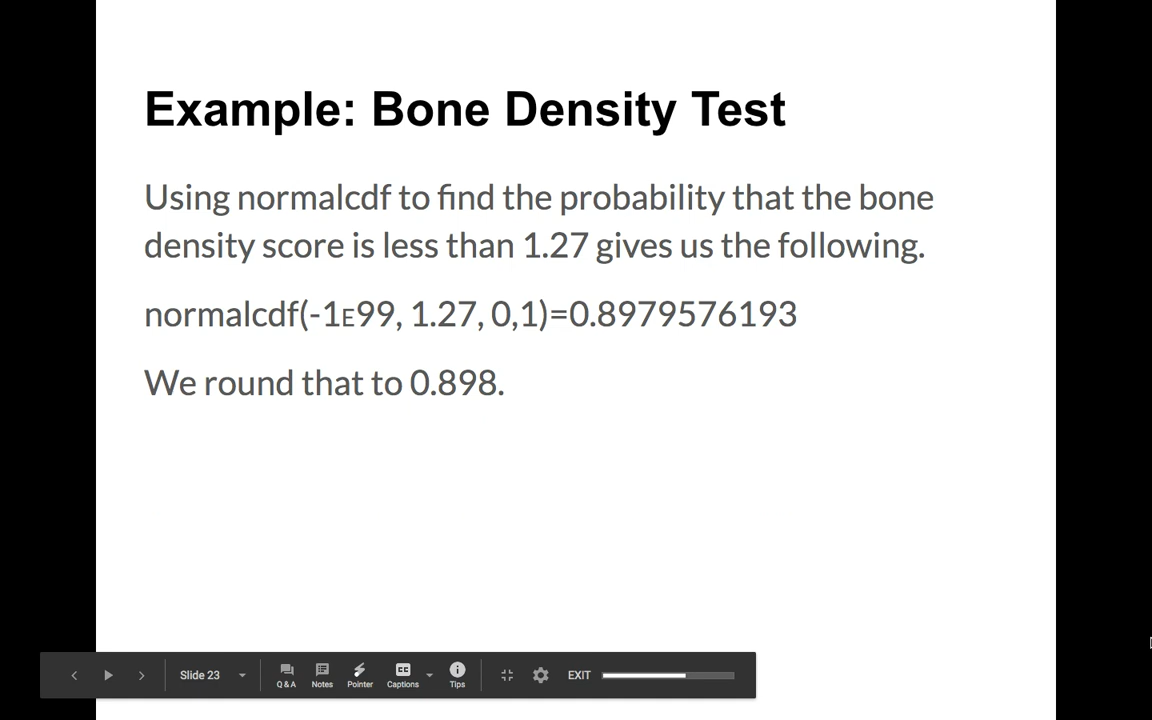 Example: Bone Density Test
Using normalcdf to find the probability that the bone
density score is less than 1.27 gives us the following.
normalcdf(-1E99, 1.27, 0,1)=0.8979576193
We round that to 0.898.
Slide 23
Q & A
Notes
Pointer
CC
Captions
Tips
EXIT